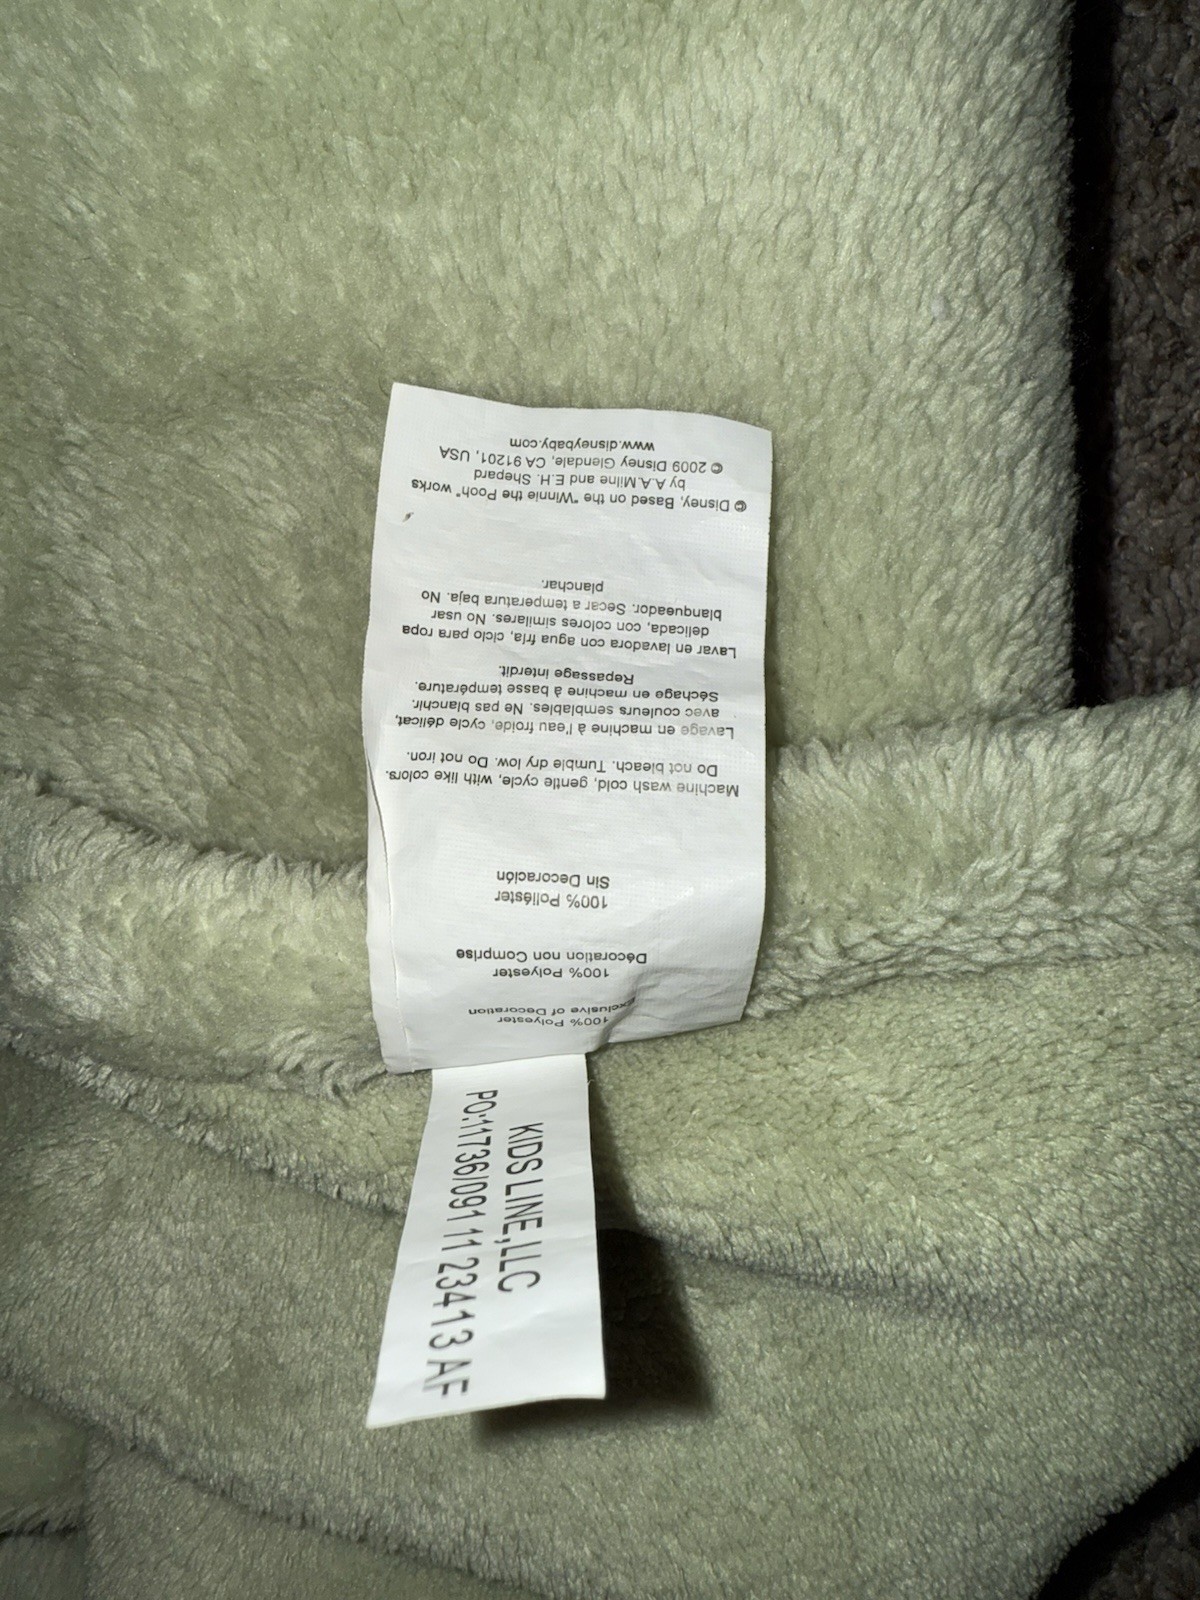 100% Polyester
Exclusive of Decoration
100% Polyester
Décoration non Comprise
100% Poliéster
Sin Decoración
Machine wash cold, gentle cycle, with like colors.
Do not bleach. Tumble dry low. Do not iron.
Lavage en machine à l'eau froide, cycle délicat,
avec couleurs semblables. Ne pas blanchir.
Séchage en machine à basse température.
Repassage interdit.
Lavar en lavadora con agua fría, ciclo para ropa
delicada, con colores similares. No usar
blanqueador. Secar a temperatura baja. No
planchar.
© Disney, Based on the "Winnie the Pooh" works
by A.A.Milne and E.H. Shepard
© 2009 Disney Glendale, CA 91201, USA
www.disneybaby.com
KIDS LINE,LLC
PO:11736/091 11 23413 AF